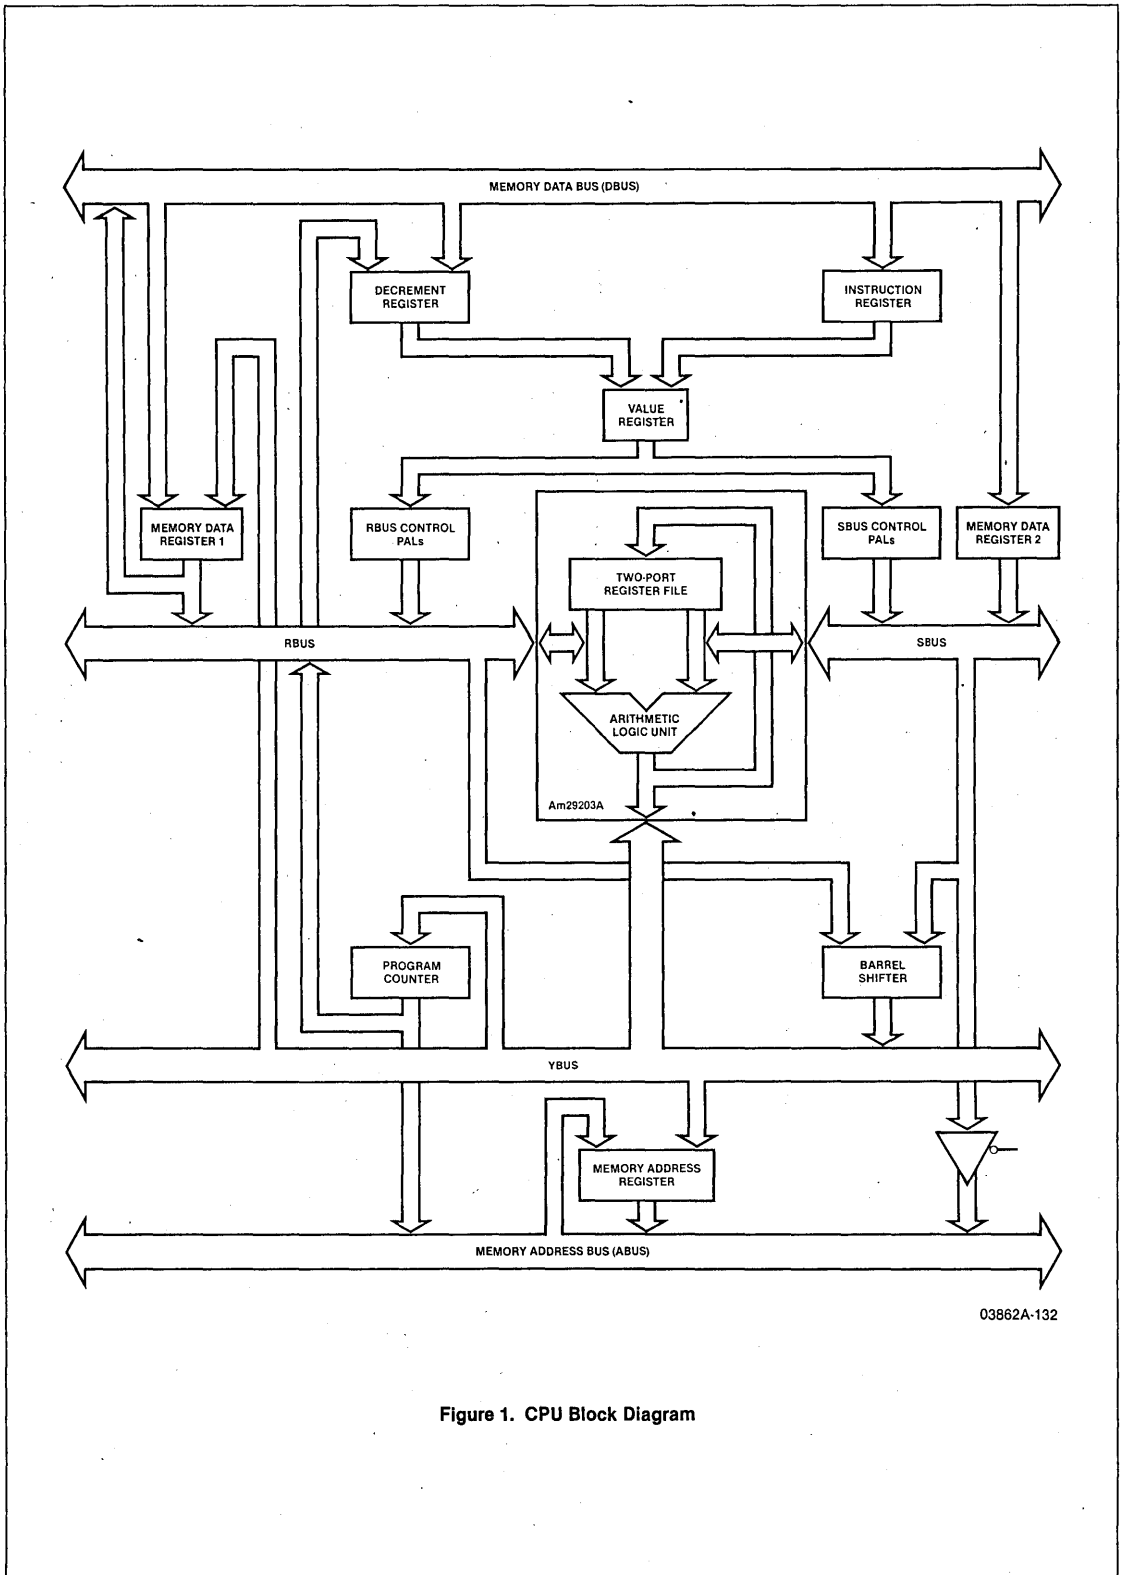 MEMORY DATA BUS (DBUS)
DECREMENT
REGISTER
INSTRUCTION
REGISTER
VALUE
REGISTER
MEMORY DATA
REGISTER 1
RBUS CONTROL
PALs
SBUS CONTROL
PALs
MEMORY DATA
REGISTER 2
TWO-PORT
REGISTER FILE
RBUS
SBUS
ARITHMETIC
LOGIC UNIT
Am29203A
PROGRAM
COUNTER
BARREL
SHIFTER
YBUS
MEMORY ADDRESS
REGISTER
MEMORY ADDRESS BUS (ABUS)
03862A-132
Figure 1. CPU Block Diagram